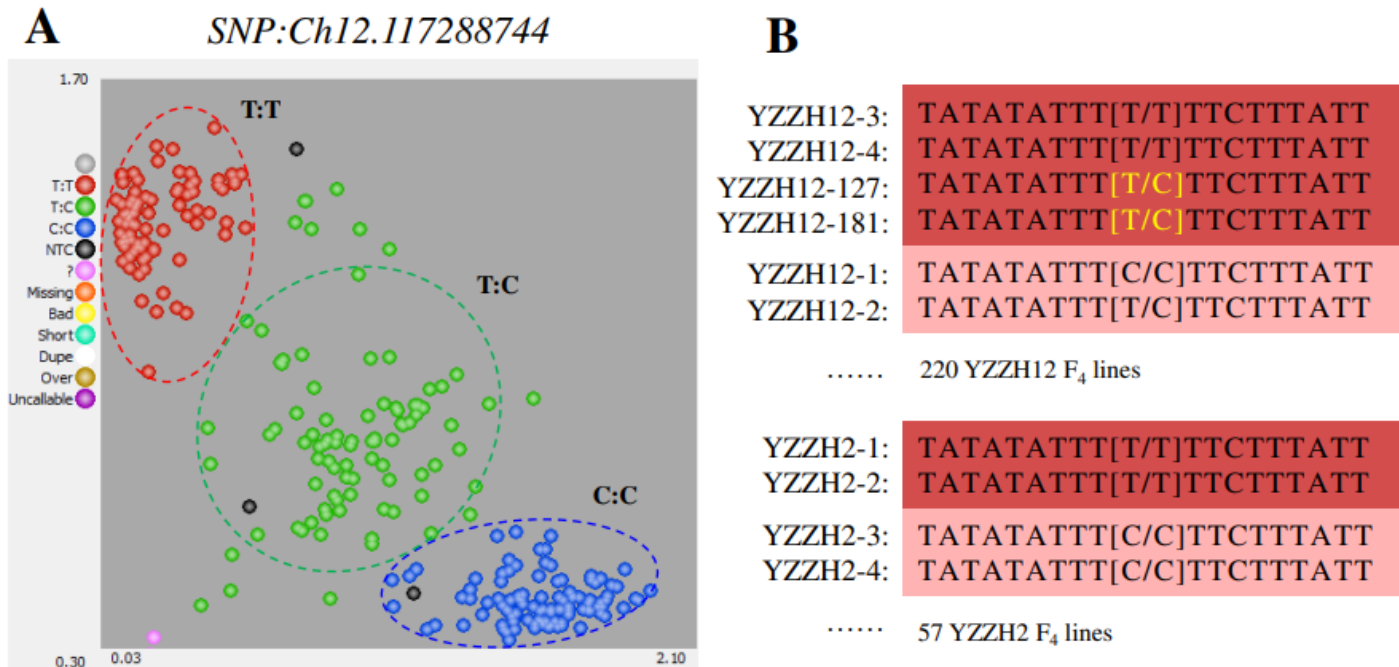 A
SNP:Ch12.117288744
1.70
T:T
T:C
C:C
NTC
?
Missing
Bad
Short
Dupe
Over
Uncallable
T:T
T:C
C:C
0.30
0.03
2.10
B
YZZH12-3: TATATATTT[T/T]TTCTTTATT
YZZH12-4: TATATATTT[T/T]TTCTTTATT
YZZH12-127: TATATATTT[T/C]TTCTTTATT
YZZH12-181: TATATATTT[T/C]TTCTTTATT
YZZH12-1: TATATATTT[C/C]TTCTTTATT
YZZH12-2: TATATATTT[T/C]TTCTTTATT
...... 220 YZZH12 F₄ lines
YZZH2-1: TATATATTT[T/T]TTCTTTATT
YZZH2-2: TATATATTT[T/T]TTCTTTATT
YZZH2-3: TATATATTT[C/C]TTCTTTATT
YZZH2-4: TATATATTT[C/C]TTCTTTATT
...... 57 YZZH2 F₄ lines